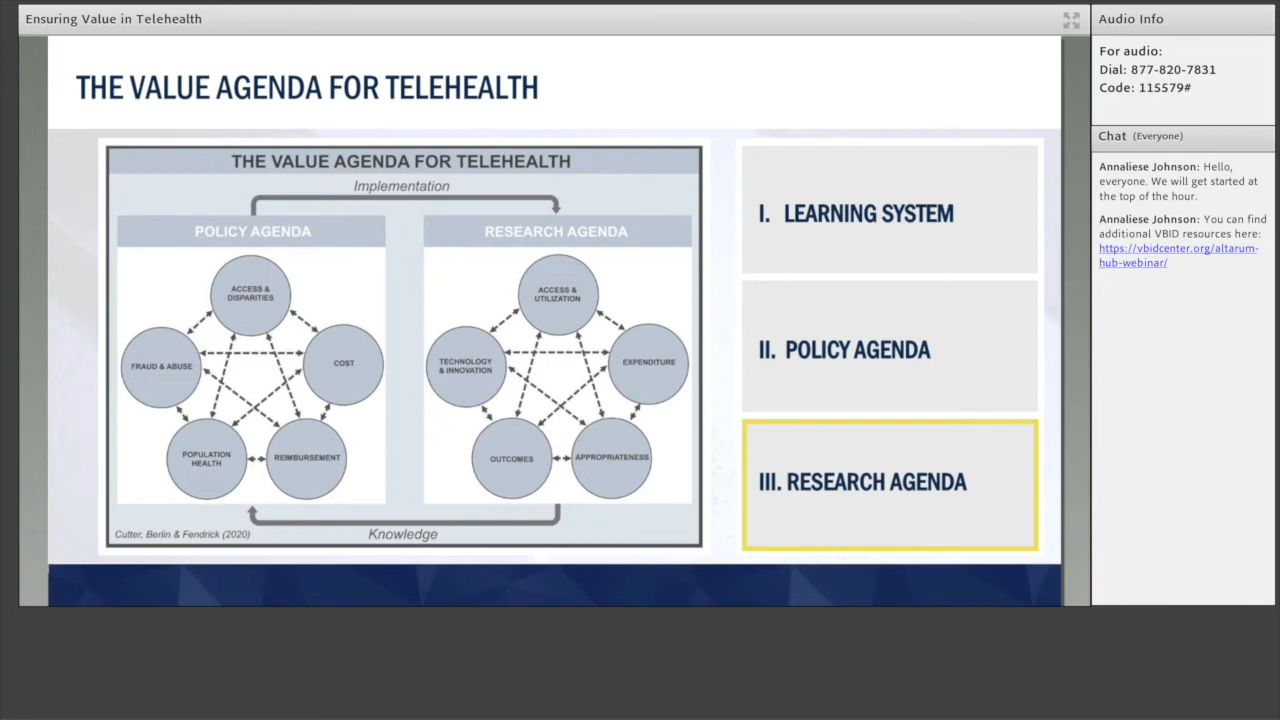 Ensuring Value in Telehealth
THE VALUE AGENDA FOR TELEHEALTH
THE VALUE AGENDA FOR TELEHEALTH
Implementation
POLICY AGENDA
ACCESS &
DISPARITIES
FRAUD & ABUSE
COST
POPULATION
HEALTH
REIMBURSEMENT
RESEARCH AGENDA
ACCESS &
UTILIZATION
TECHNOLOGY
& INNOVATION
EXPENDITURE
OUTCOMES
APPROPRIATENESS
Cutter, Berlin & Fendrick (2020)
Knowledge
I. LEARNING SYSTEM
II. POLICY AGENDA
III. RESEARCH AGENDA
Audio Info
For audio:
Dial: 877-820-7831
Code: 115579#
Chat (Everyone)
Annaliese Johnson: Hello,
everyone. We will get started at
the top of the hour.
Annaliese Johnson: You can find
additional VBID resources here:
https://vbidcenter.org/altarum-
hub-webinar/